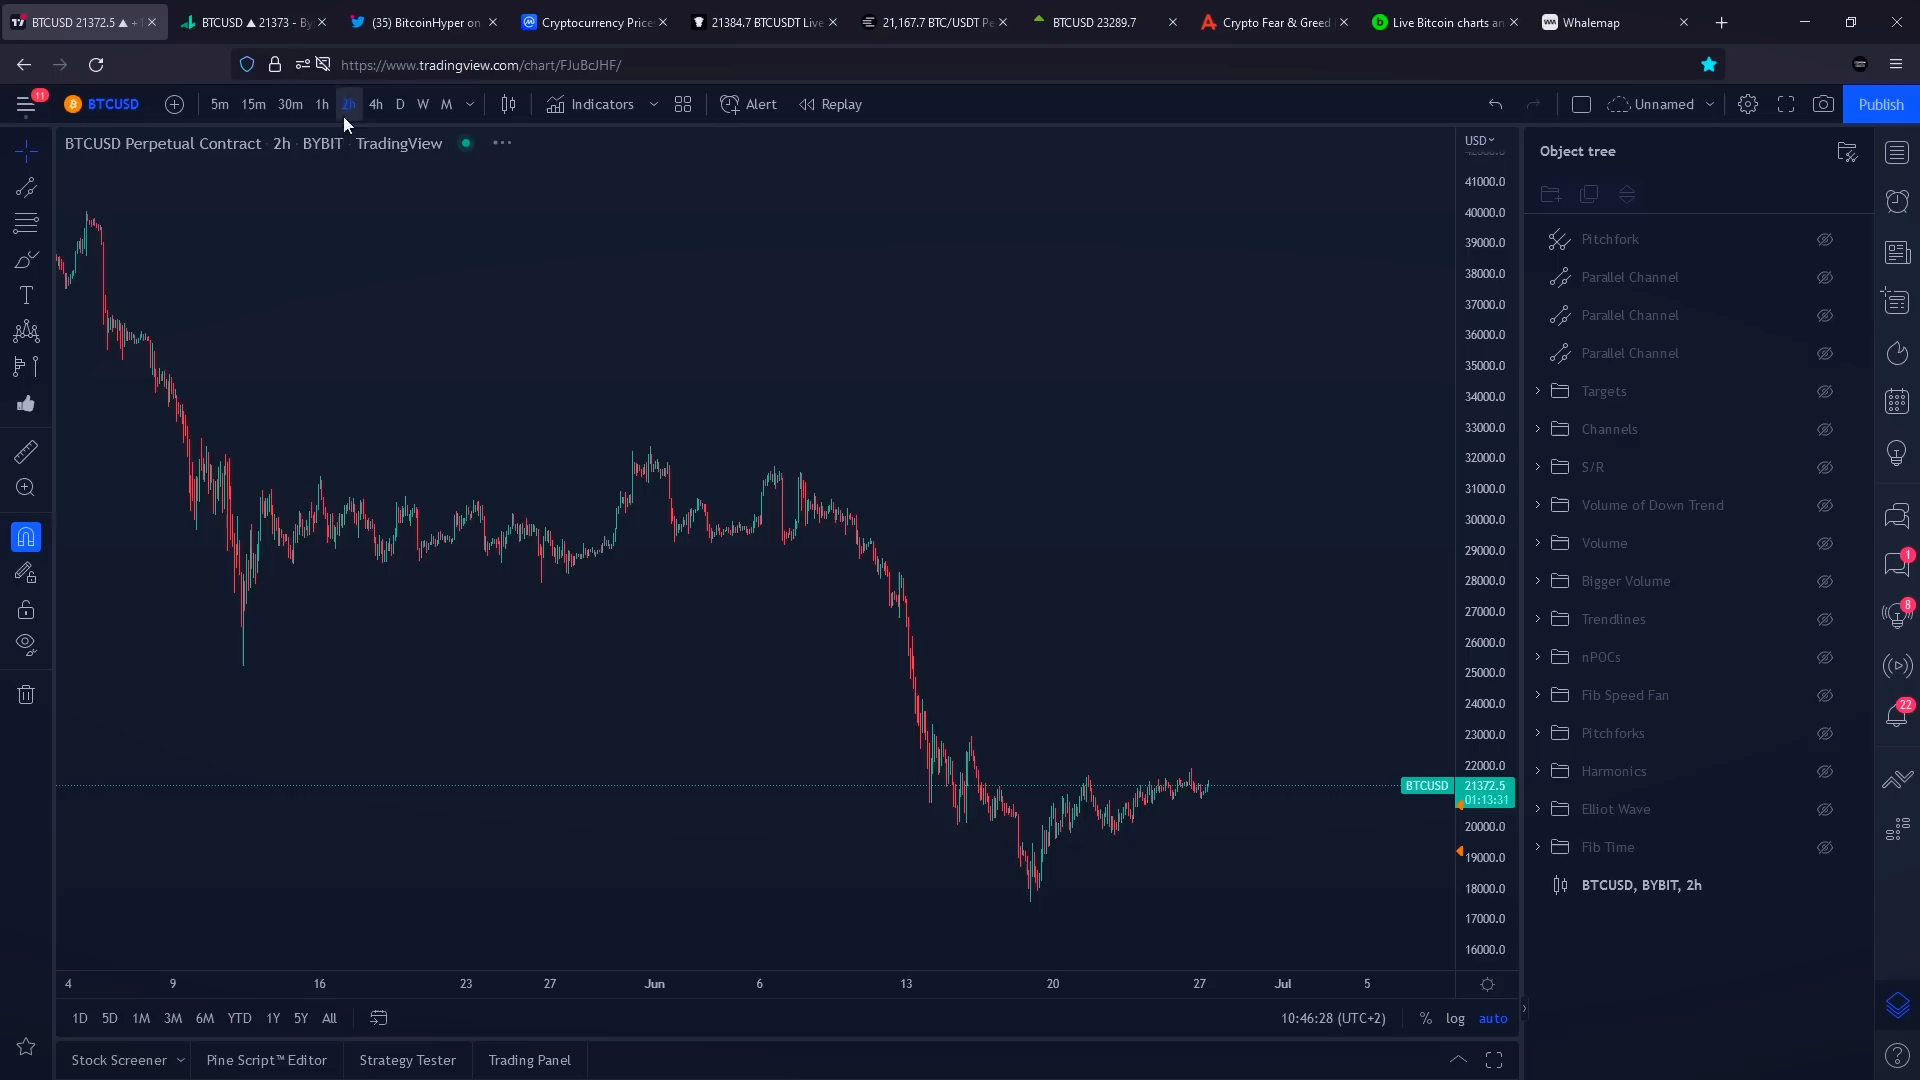 BTCUSD 21372.5 ▲ + 1
BTCUSD ▲ 21373 - By
(35) BitcoinHyper on
Cryptocurrency Price
21384.7 BTCUSDT Live
21,167.7 BTC/USDT Pe
BTCUSD 23289.7
Crypto Fear & Greed
Live Bitcoin charts an
Whalemap
https://www.tradingview.com/chart/FJuBcJHF/
11
BTCUSD
5m 15m 30m 1h 2h 4h D W M
Indicators
Alert
Replay
Unnamed
Publish
BTCUSD Perpetual Contract · 2h · BYBIT · TradingView
USD
41000.0
40000.0
39000.0
38000.0
37000.0
36000.0
35000.0
34000.0
33000.0
32000.0
31000.0
30000.0
29000.0
28000.0
27000.0
26000.0
25000.0
24000.0
23000.0
22000.0
BTCUSD 21372.5
01:13:31
20000.0
19000.0
18000.0
17000.0
16000.0
4 9 16 23 27 Jun 6 13 20 27 Jul 5
1D 5D 1M 3M 6M YTD 1Y 5Y All
10:46:28 (UTC+2)
% log auto
Stock Screener
Pine Script™ Editor
Strategy Tester
Trading Panel
Object tree
Pitchfork
Parallel Channel
Parallel Channel
Parallel Channel
Targets
Channels
S/R
Volume of Down Trend
Volume
Bigger Volume
Trendlines
nPOCs
Fib Speed Fan
Pitchforks
Harmonics
Elliot Wave
Fib Time
BTCUSD, BYBIT, 2h
1
8
22